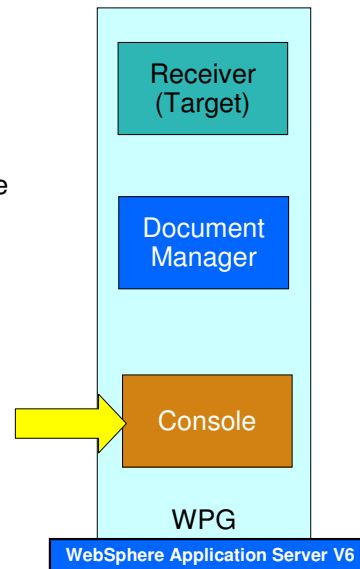 Receiver
(Target)
e
Document
Manager
Console
WPG
WebSphere Application Server V6